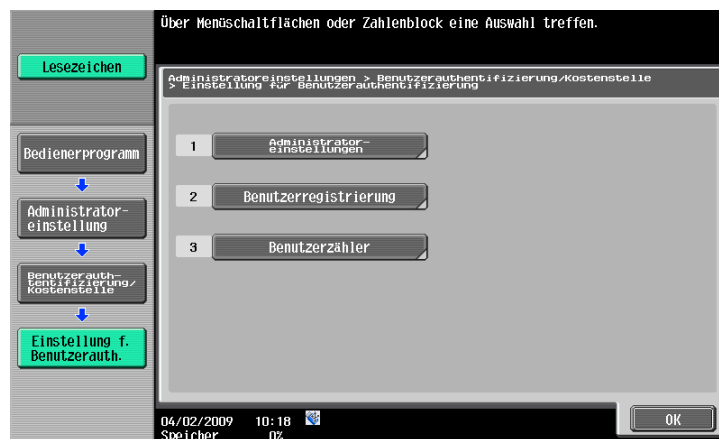 Über Menüschaltflächen oder Zahlenblock eine Auswahl treffen.
Lesezeichen
Administratoreinstellungen > Benutzerauthentifizierung/Kostenstelle
> Einstellung für Benutzerauthentifizierung
Bedienerprogramm
Administrator-
einstellung
Benutzerauth-
tentifizierung/
Kostenstelle
Einstellung f.
Benutzerauth.
1 Administrator-
einstellungen
2 Benutzerregistrierung
3 Benutzerzähler
04/02/2009 10:18
Speicher 0%
OK